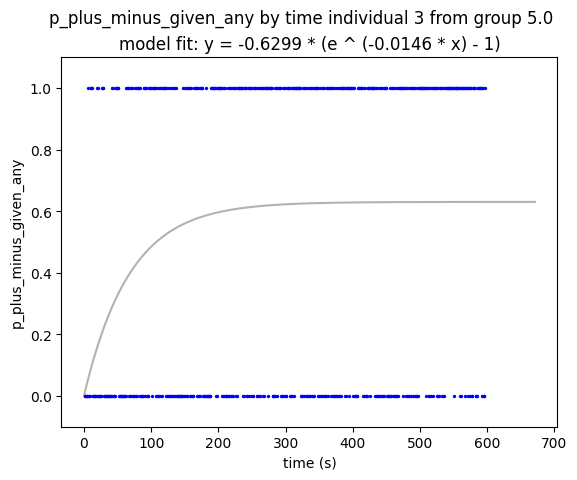 p_plus_minus_given_any by time individual 3 from group 5.0
model fit: y = -0.6299 * (e ^ (-0.0146 * x) - 1)
p_plus_minus_given_any
1.0
0.8
0.6
0.4
0.2
0.0
0 100 200 300 400 500 600 700
time (s)